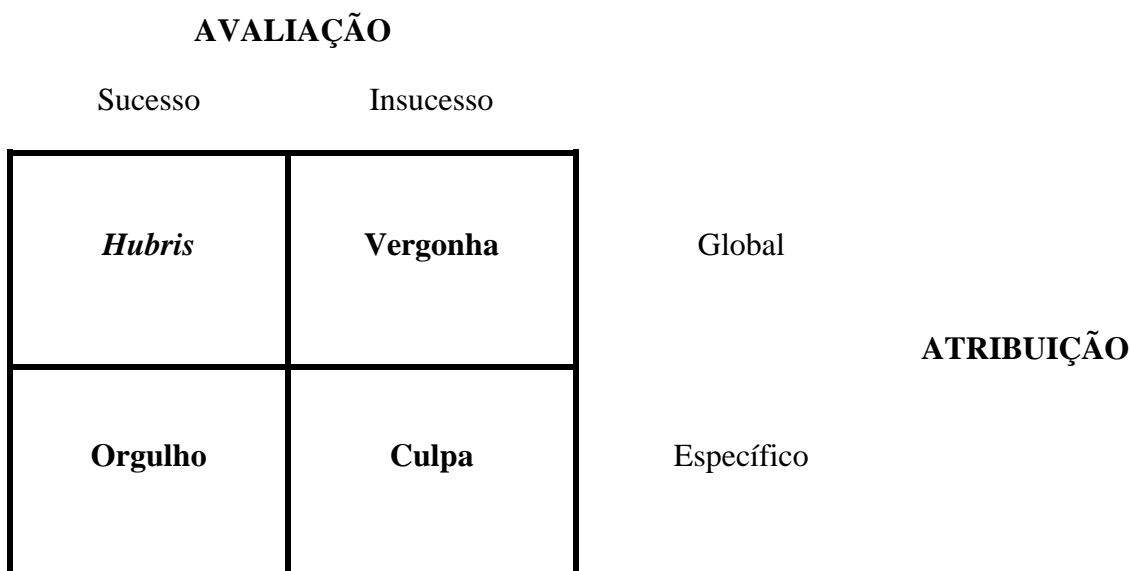 AVALIAÇÃO
Sucesso Insucesso
Hubris Vergonha Global
ATRIBUIÇÃO
Orgulho Culpa Específico